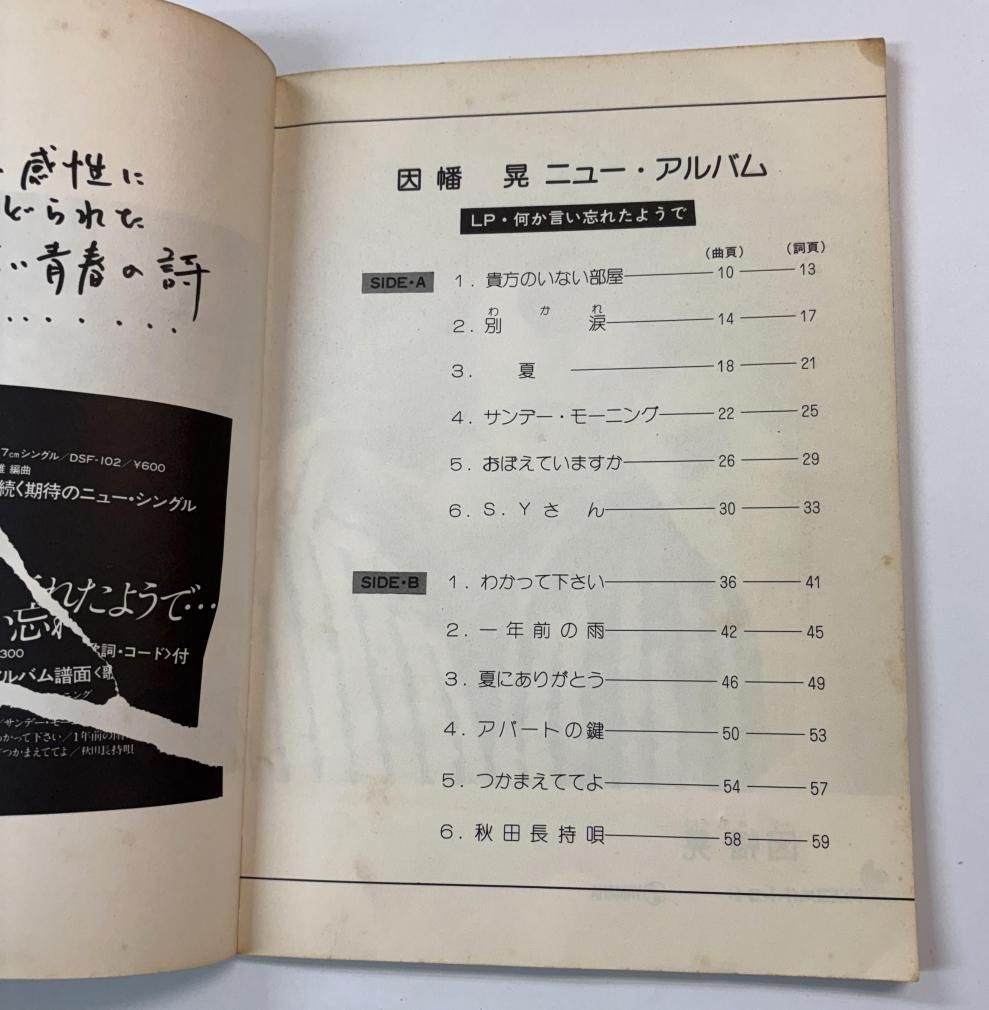 感性に
どられた
い青春の詩
・・・・・・・
7cmシングル/DSF-102/¥600
雄 編曲
続く期待のニュー・シングル
れたようで…
い忘れ
300
歌詞・コード〉付
ルバム譜面〈歌
ーニング
/サンデー・モー
わかって下さい/1年前の雨
/つかまえててよ/秋田長持唄
因幡 晃 ニュー・アルバム
LP・何か言い忘れたようで
(曲頁) (詞頁)
SIDE・A 1. 貴方のいない部屋 10 13
わかれ
2. 別涙 14 17
3. 夏 18 21
4. サンデー・モーニング 22 25
5. おぼえていますか 26 29
6. S.Yさん 30 33
SIDE・B 1. わかって下さい 36 41
2. 一年前の雨 42 45
3. 夏にありがとう 46 49
4. アパートの鍵 50 53
5. つかまえててよ 54 57
6. 秋田長持唄 58 59